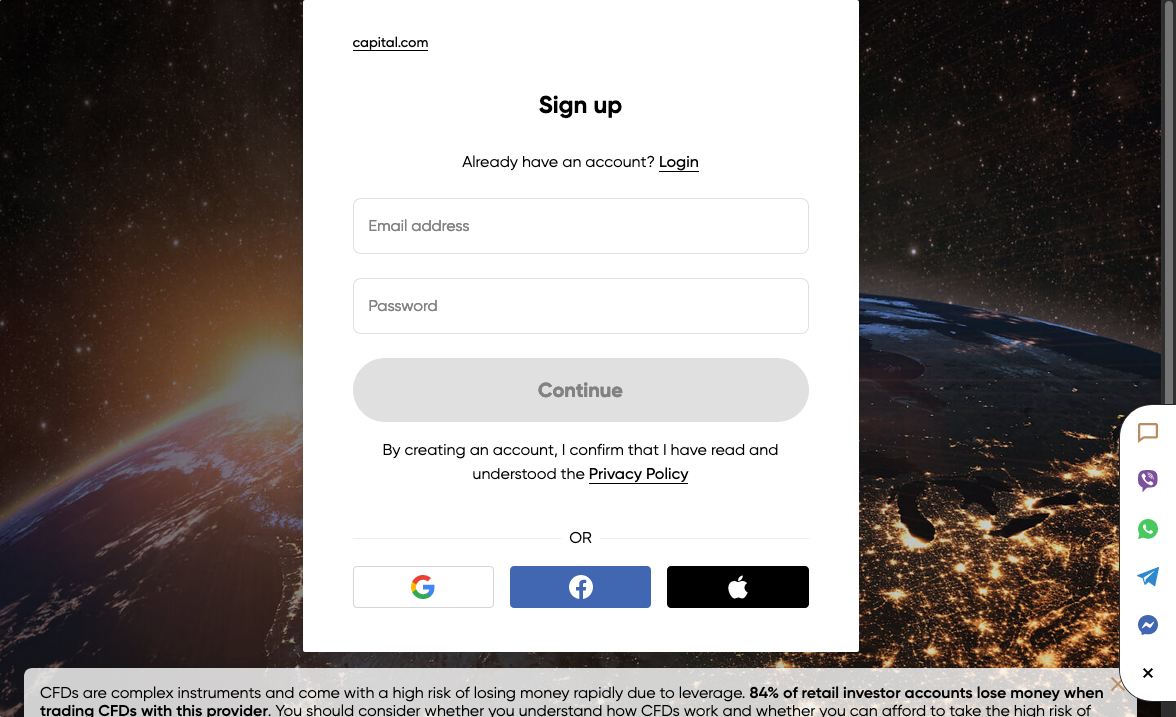 capital.com
Sign up
Already have an account? Login
Email address
Password
Continue
By creating an account, I confirm that I have read and
understood the Privacy Policy
OR
CFDs are complex instruments and come with a high risk of losing money rapidly due to leverage. 84% of retail investor accounts lose money when
trading CFDs with this provider. You should consider whether you understand how CFDs work and whether you can afford to take the high risk of